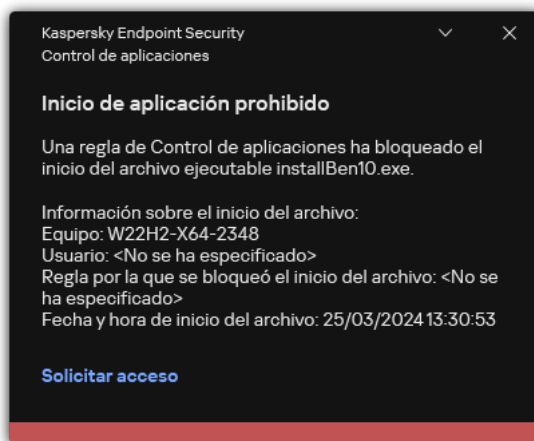 Kaspersky Endpoint Security
Control de aplicaciones
Inicio de aplicación prohibido
Una regla de Control de aplicaciones ha bloqueado el
inicio del archivo ejecutable installBen10.exe.
Información sobre el inicio del archivo:
Equipo: W22H2-X64-2348
Usuario: <No se ha especificado>
Regla por la que se bloqueó el inicio del archivo: <No se
ha especificado>
Fecha y hora de inicio del archivo: 25/03/2024 13:30:53
Solicitar acceso